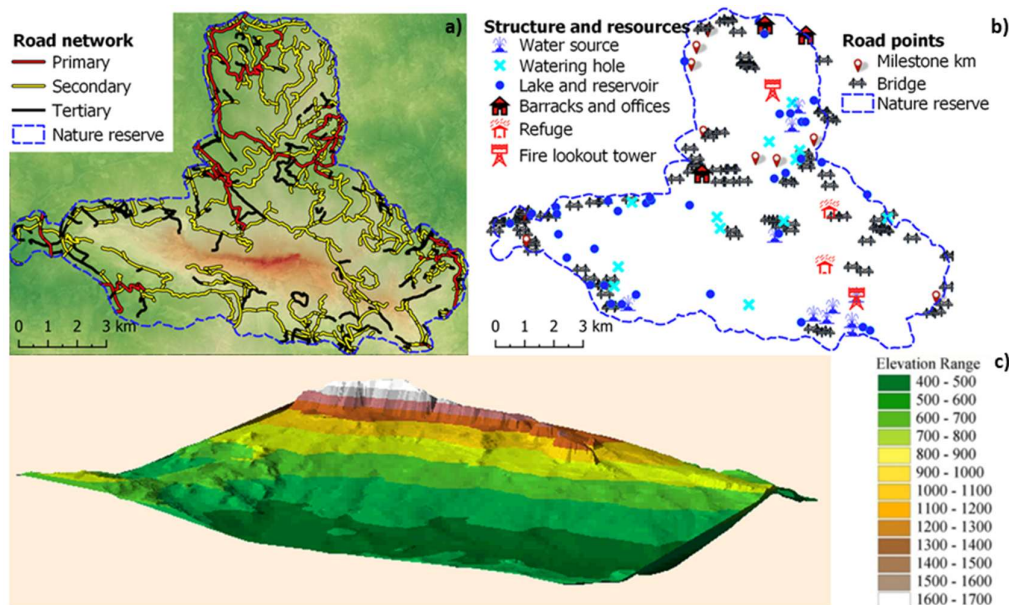 a)
Road network
Primary
Secondary
Tertiary
Nature reserve
0 1 2 3 km
b)
Structure and resources
Water source
Watering hole
Lake and reservoir
Barracks and offices
Refuge
Fire lookout tower
Road points
Milestone km
Bridge
Nature reserve
0 1 2 3 km
c)
Elevation Range
400 - 500
500 - 600
600 - 700
700 - 800
800 - 900
900 - 1000
1000 - 1100
1100 - 1200
1200 - 1300
1300 - 1400
1400 - 1500
1500 - 1600
1600 - 1700